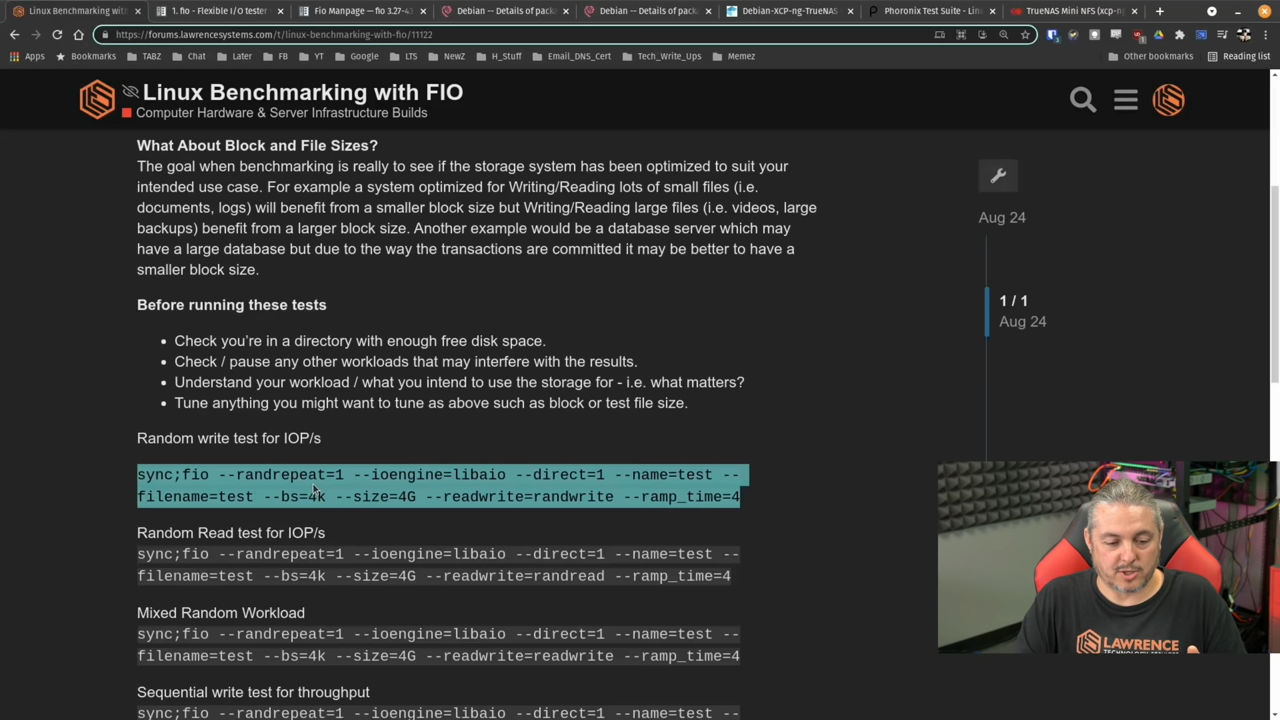 Linux Benchmarking with FIO
1. fio - Flexible I/O tester
Fio Manpage — fio 3.27-43
Debian -- Details of pack
Debian -- Details of pack
Debian-XCP-ng-TrueNAS
Phoronix Test Suite - Lin
TrueNAS Mini NFS (xcp-n
https://forums.lawrencesystems.com/t/linux-benchmarking-with-fio/11122
Apps
Bookmarks
TABZ
Chat
Later
FB
YT
Google
LTS
NewZ
H_Stuff
Email_DNS_Cert
Tech_Write_Ups
Memez
Other bookmarks
Reading list
Linux Benchmarking with FIO
Computer Hardware & Server Infrastructure Builds
What About Block and File Sizes?
The goal when benchmarking is really to see if the storage system has been optimized to suit your
intended use case. For example a system optimized for Writing/Reading lots of small files (i.e.
documents, logs) will benefit from a smaller block size but Writing/Reading large files (i.e. videos, large
backups) benefit from a larger block size. Another example would be a database server which may
have a large database but due to the way the transactions are committed it may be better to have a
smaller block size.
Before running these tests
• Check you're in a directory with enough free disk space.
• Check / pause any other workloads that may interfere with the results.
• Understand your workload / what you intend to use the storage for - i.e. what matters?
• Tune anything you might want to tune as above such as block or test file size.
Random write test for IOP/s
sync;fio --randrepeat=1 --ioengine=libaio --direct=1 --name=test --
filename=test --bs=4k --size=4G --readwrite=randwrite --ramp_time=4
Random Read test for IOP/s
sync;fio --randrepeat=1 --ioengine=libaio --direct=1 --name=test --
filename=test --bs=4k --size=4G --readwrite=randread --ramp_time=4
Mixed Random Workload
sync;fio --randrepeat=1 --ioengine=libaio --direct=1 --name=test --
filename=test --bs=4k --size=4G --readwrite=readwrite --ramp_time=4
Sequential write test for throughput
sync;fio --randrepeat=1 --ioengine=libaio --direct=1 --name=test --
Aug 24
1 / 1
Aug 24
LAWRENCE
TECHNOLOGY SERVICES